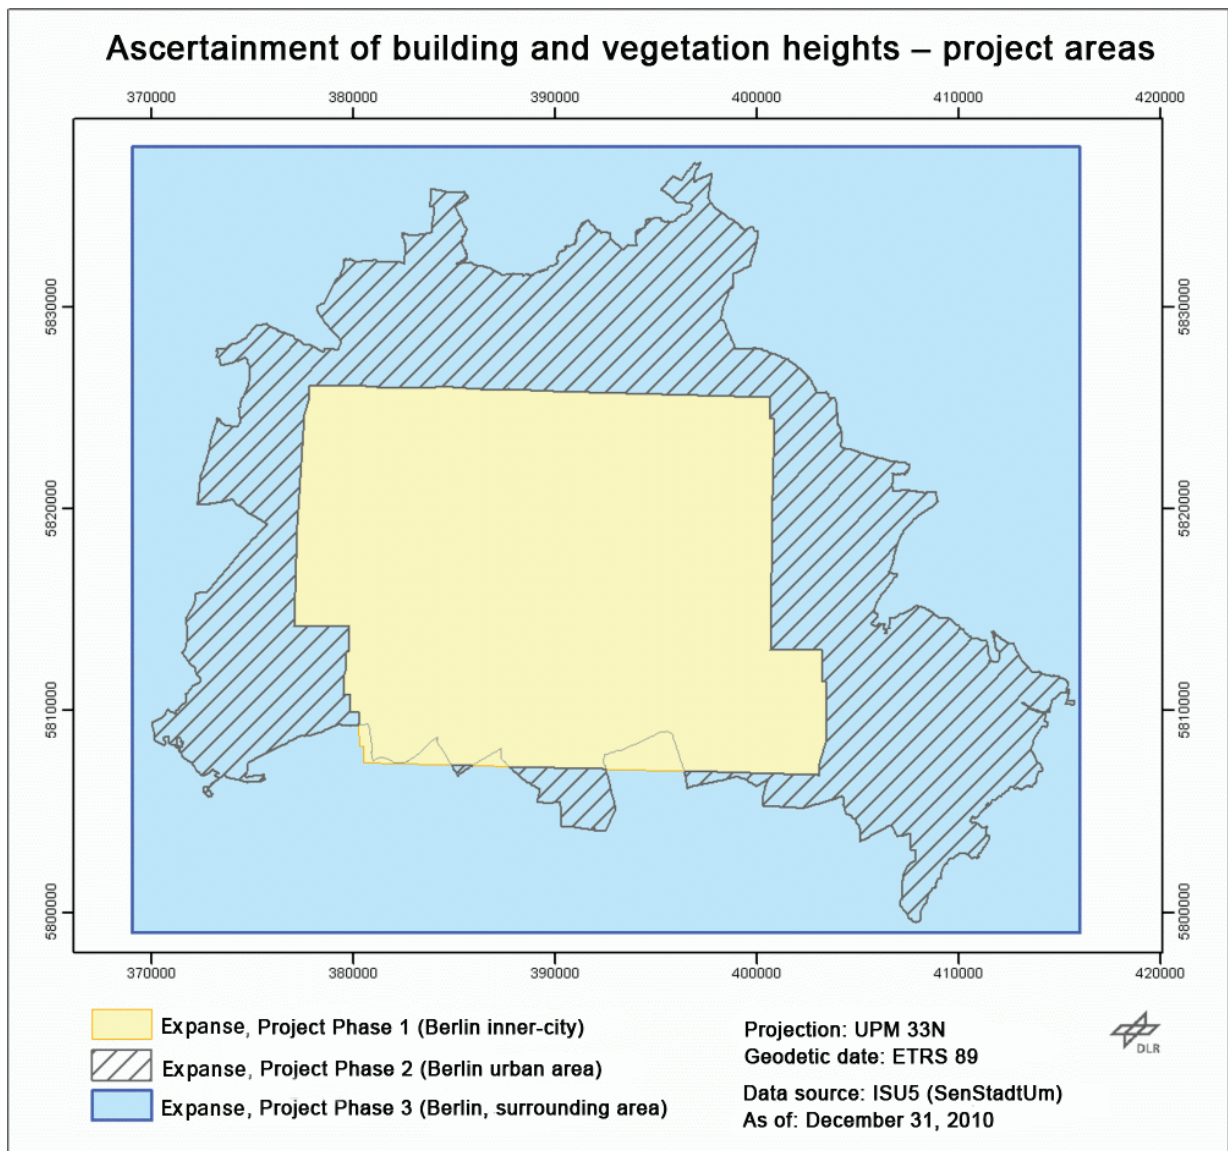 Ascertainment of building and vegetation heights – project areas
370000 380000 390000 400000 410000 420000
5830000 5830000
5820000 5820000
5810000 5810000
5800000 5800000
370000 380000 390000 400000 410000 420000
Expanse, Project Phase 1 (Berlin inner-city)
Expanse, Project Phase 2 (Berlin urban area)
Expanse, Project Phase 3 (Berlin, surrounding area)
Projection: UPM 33N
Geodetic date: ETRS 89
Data source: ISU5 (SenStadtUm)
As of: December 31, 2010
DLR